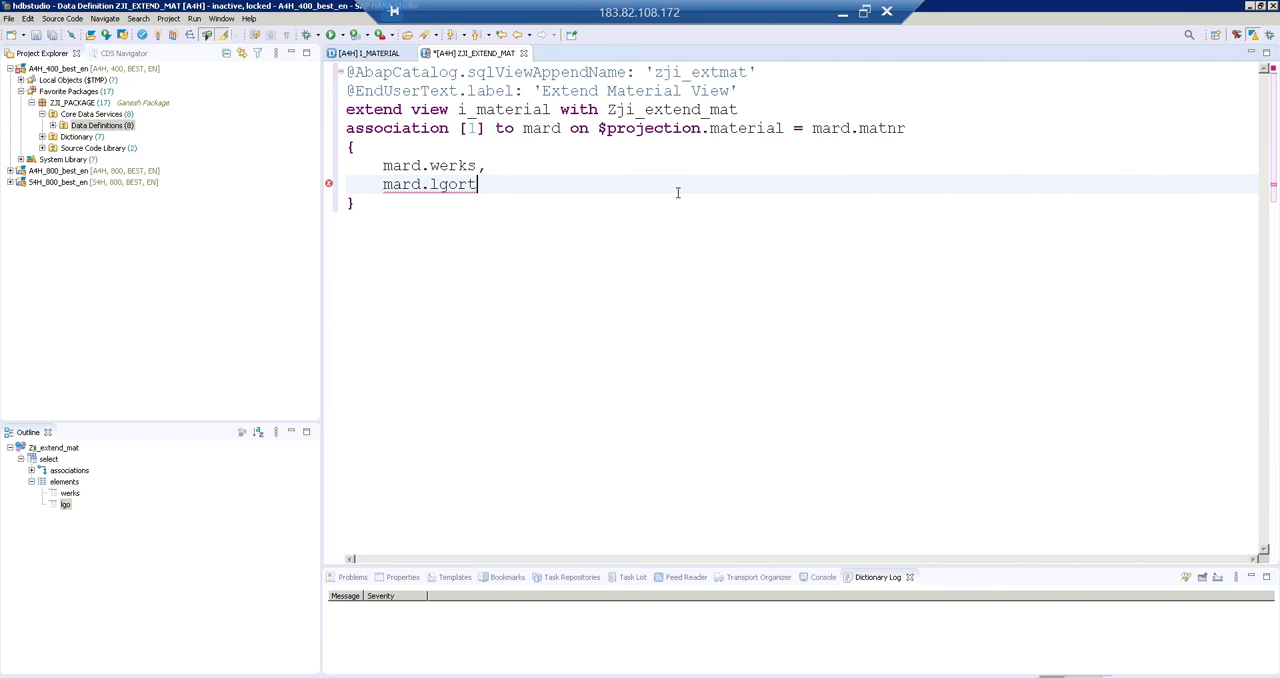 hdbstudio - Data Definition ZJI_EXTEND_MAT [A4H] - inactive, locked - A4H_400_best_en
183.82.108.172
File Edit Source Code Navigate Search Project Run Window Help
Project Explorer CDS Navigator
[A4H] I_MATERIAL *[A4H] ZJI_EXTEND_MAT
A4H_400_best_en [A4H, 400, BEST, EN]
Local Objects ($TMP) (?)
Favorite Packages (17)
ZJI_PACKAGE (17) Ganesh Package
Core Data Services (8)
Data Definitions (8)
Dictionary (7)
Source Code Library (2)
System Library (?)
A4H_800_best_en [A4H, 800, BEST, EN]
S4H_800_best_en [S4H, 800, BEST, EN]
@AbapCatalog.sqlViewAppendName: 'zji_extmat'
@EndUserText.label: 'Extend Material View'
extend view i_material with Zji_extend_mat
association [1] to mard on $projection.material = mard.matnr
{
mard.werks,
mard.lgort
}
Outline
Zji_extend_mat
select
associations
elements
werks
lgo
Problems Properties Templates Bookmarks Task Repositories Task List Feed Reader Transport Organizer Console Dictionary Log
Message Severity